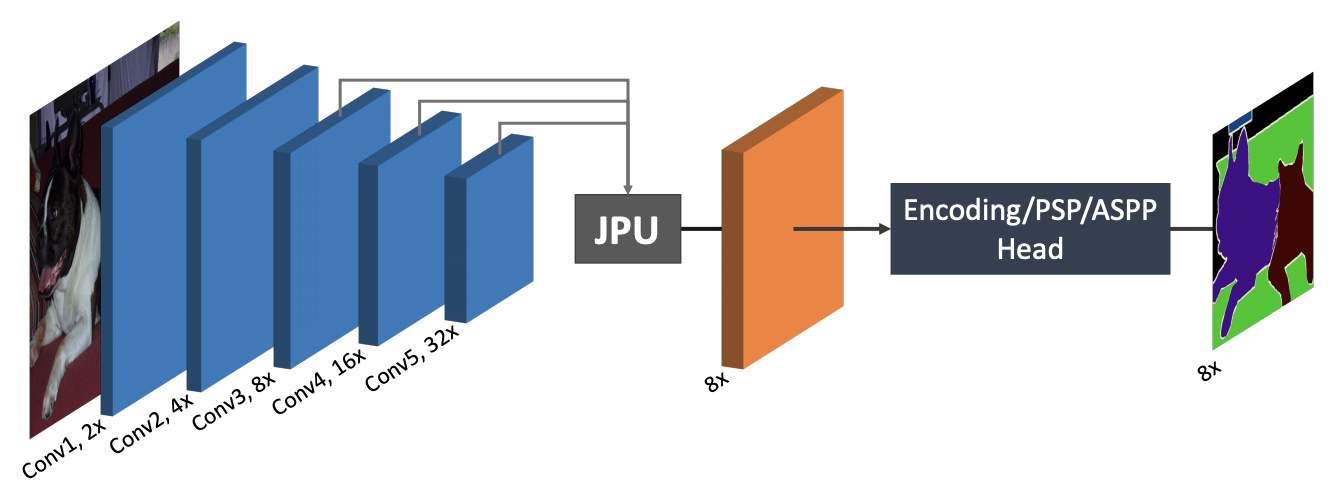 Conv1, 2x
Conv2, 4x
Conv3, 8x
Conv4, 16x
Conv5, 32x
JPU
8x
Encoding/PSP/ASPP
Head
8x